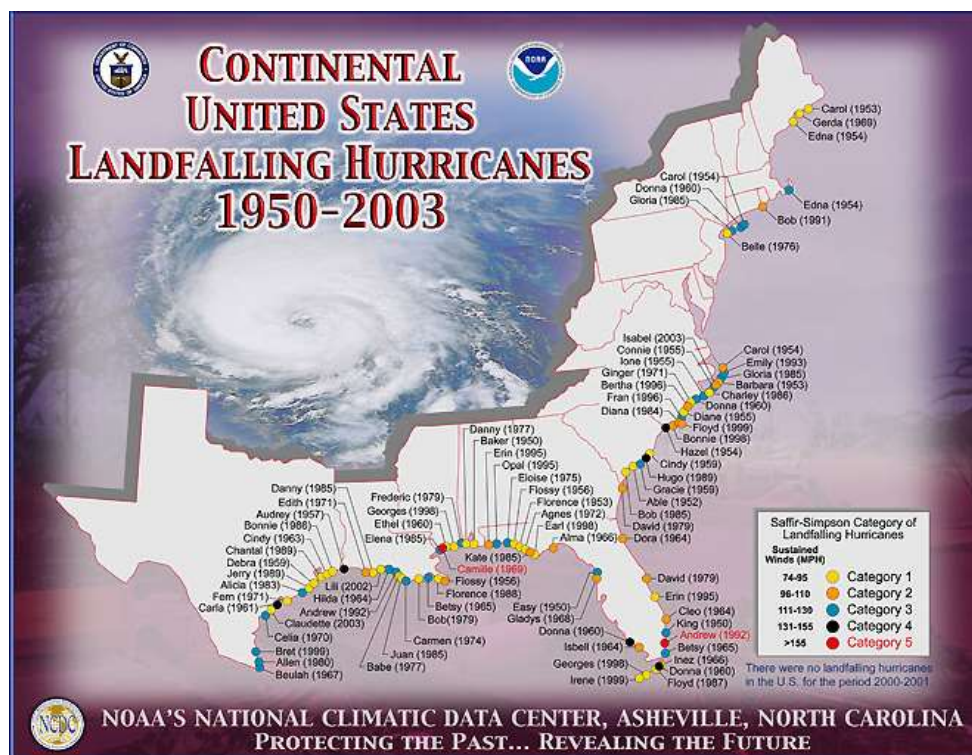 CONTINENTAL
UNITED STATES
LANDFALLING HURRICANES
1950-2003
NOAA
Carol (1953)
Gerda (1969)
Edna (1954)
Carol (1954)
Donna (1960)
Gloria (1985)
Edna (1954)
Bob (1991)
Belle (1976)
Isabel (2003)
Connie (1955)
Ione (1955)
Ginger (1971)
Bertha (1996)
Fran (1996)
Diana (1984)
Carol (1954)
Emily (1993)
Gloria (1985)
Barbara (1953)
Charley (1986)
Donna (1960)
Diane (1955)
Floyd (1999)
Bonnie (1998)
Hazel (1954)
Cindy (1959)
Hugo (1989)
Gracie (1959)
Able (1952)
Bob (1985)
David (1979)
Dora (1964)
Danny (1977)
Baker (1950)
Erin (1995)
Opal (1995)
Eloise (1975)
Flossy (1956)
Florence (1953)
Agnes (1972)
Earl (1998)
Alma (1966)
Frederic (1979)
Georges (1998)
Ethel (1960)
Elena (1985)
Kate (1985)
Camille (1969)
Flossy (1956)
Florence (1988)
Betsy (1965)
Bob(1979)
Carmen (1974)
Juan (1985)
Babe (1977)
Danny (1985)
Edith (1971)
Audrey (1957)
Bonnie (1986)
Cindy (1963)
Chantal (1989)
Debra (1959)
Jerry (1989)
Alicia (1983)
Fern (1971)
Carla (1961)
Lili (2002)
Hilda (1964)
Andrew (1992)
Claudette (2003)
Celia (1970)
Bret (1999)
Allen (1980)
Beulah (1967)
Easy (1950)
Gladys (1968)
Donna (1960)
Isbell (1964)
Georges (1998)
Irene (1999)
David (1979)
Erin (1995)
Cleo (1964)
King (1950)
Andrew (1992)
Betsy (1965)
Inez (1966)
Donna (1960)
Floyd (1987)
Saffir-Simpson Category of
Landfalling Hurricanes
Sustained
Winds (MPH)
74-95 Category 1
96-110 Category 2
111-130 Category 3
131-155 Category 4
>155 Category 5
There were no landfalling hurricanes
in the U.S. for the period 2000-2001
NCDC
NOAA'S NATIONAL CLIMATIC DATA CENTER, ASHEVILLE, NORTH CAROLINA
PROTECTING THE PAST... REVEALING THE FUTURE